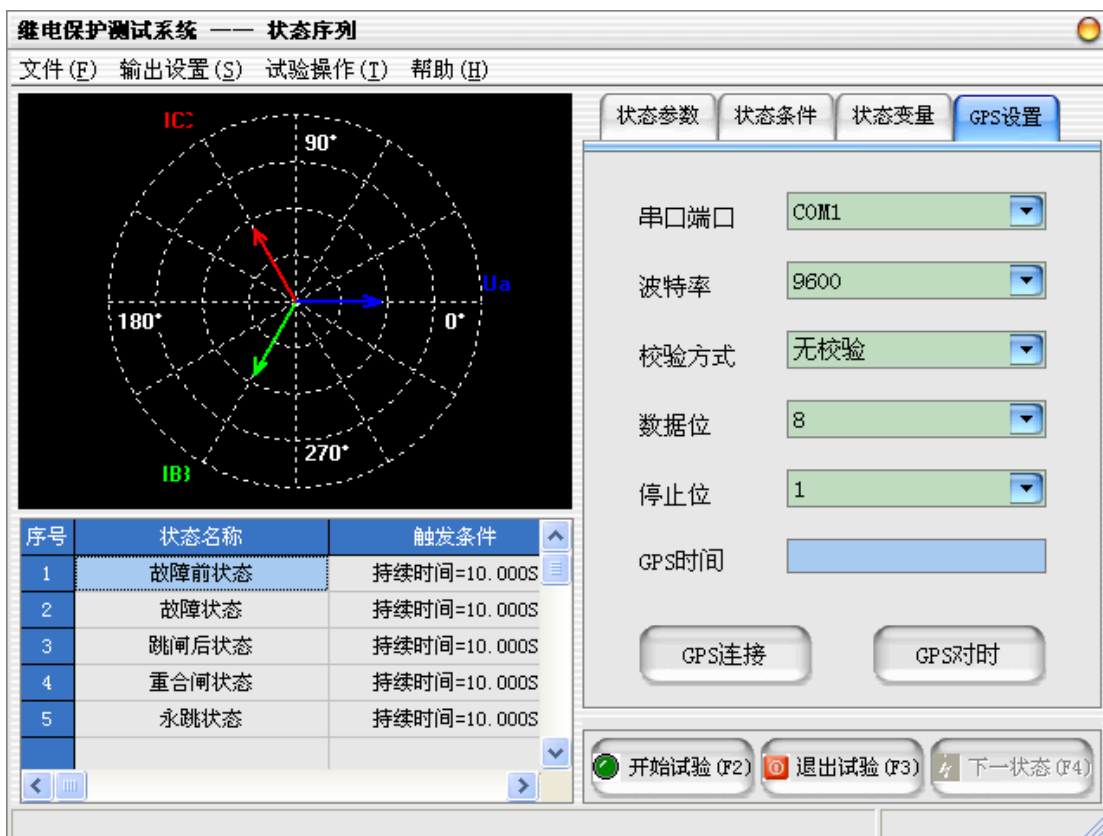 继电保护测试系统 —— 状态序列
文件(F) 输出设置(S) 试验操作(T) 帮助(H)
90°
180°
0°
270°
Ua
状态参数 状态条件 状态变量 GPS设置
串口端口 COM1
波特率 9600
校验方式 无校验
数据位 8
停止位 1
GPS时间
GPS连接 GPS对时
序号 状态名称 触发条件
1 故障前状态 持续时间=10.000S
2 故障状态 持续时间=10.000S
3 跳闸后状态 持续时间=10.000S
4 重合闸状态 持续时间=10.000S
5 永跳状态 持续时间=10.000S
开始试验(F2) 退出试验(F3) 下一状态(F4)